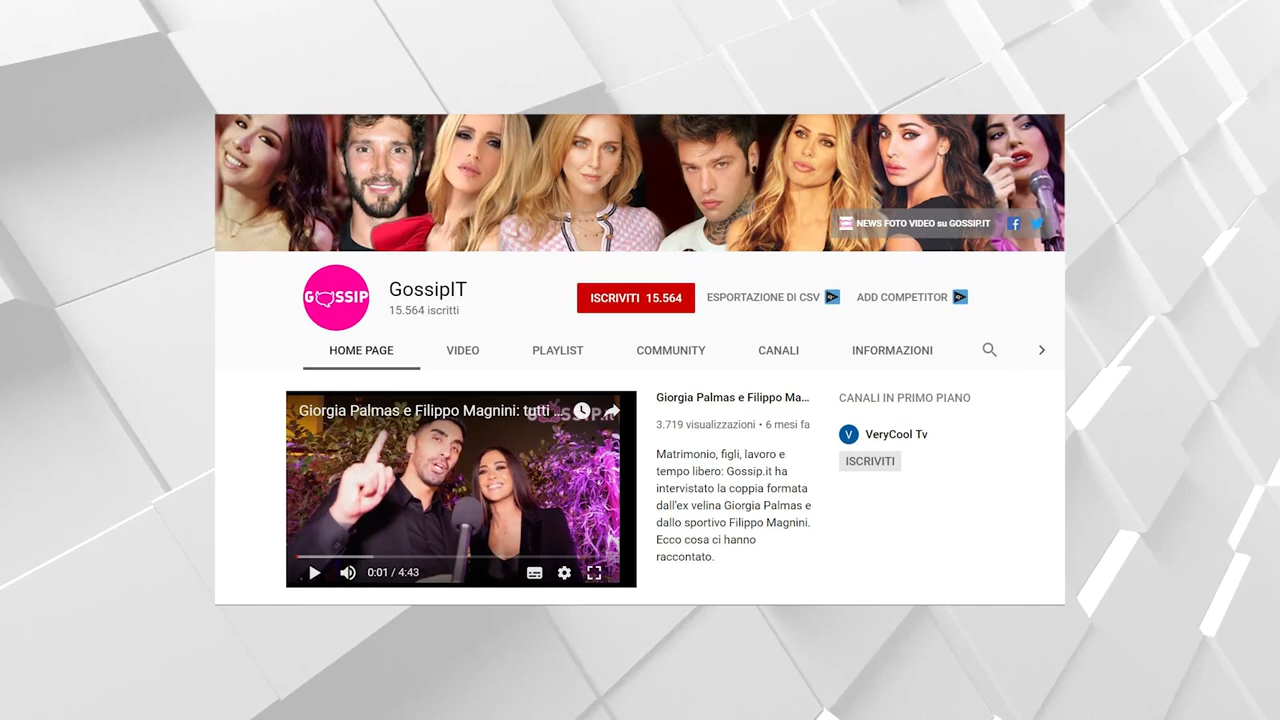 NEWS FOTO VIDEO su GOSSIP.IT
GOSSIP
GossipIT
15.564 iscritti
ISCRIVITI 15.564
ESPORTAZIONE DI CSV
ADD COMPETITOR
HOME PAGE
VIDEO
PLAYLIST
COMMUNITY
CANALI
INFORMAZIONI
Giorgia Palmas e Filippo Magnini: tutti ...
GOSSIP.it
0:01 / 4:43
Giorgia Palmas e Filippo Ma...
3.719 visualizzazioni • 6 mesi fa
Matrimonio, figli, lavoro e
tempo libero: Gossip.it ha
intervistato la coppia formata
dall'ex velina Giorgia Palmas e
dallo sportivo Filippo Magnini.
Ecco cosa ci hanno
raccontato.
CANALI IN PRIMO PIANO
V VeryCool Tv
ISCRIVITI